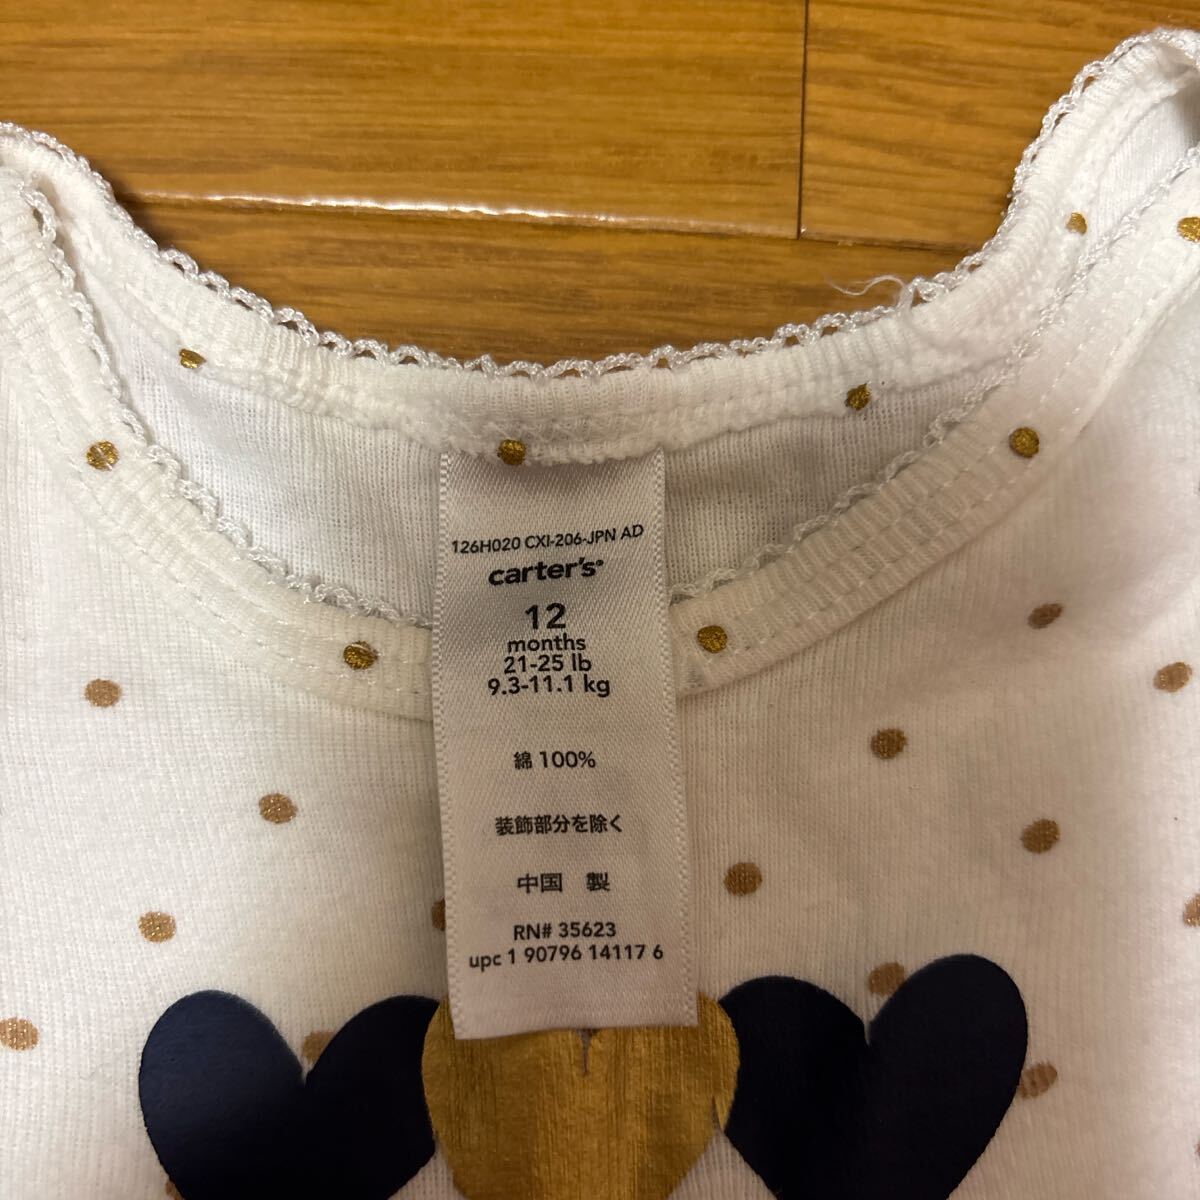 126H020 CXI-206-JPN AD
carter's
12
months
21-25 lb
9.3-11.1 kg
綿 100%
装飾部分を除く
中国 製
RN# 35623
upc 1 90796 14117 6